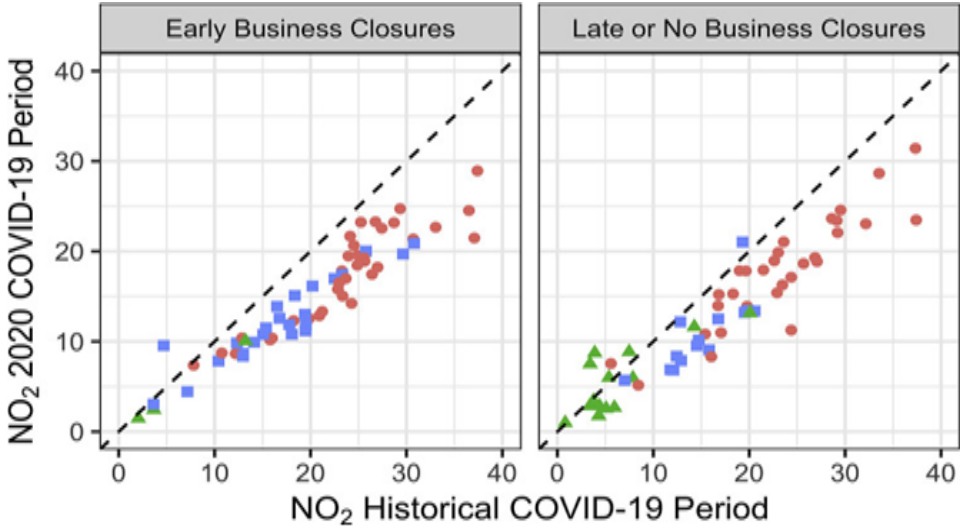 Early Business Closures
Late or No Business Closures
NO₂ 2020 COVID-19 Period
40
30
20
10
0
0 10 20 30 40
0 10 20 30 40
NO₂ Historical COVID-19 Period